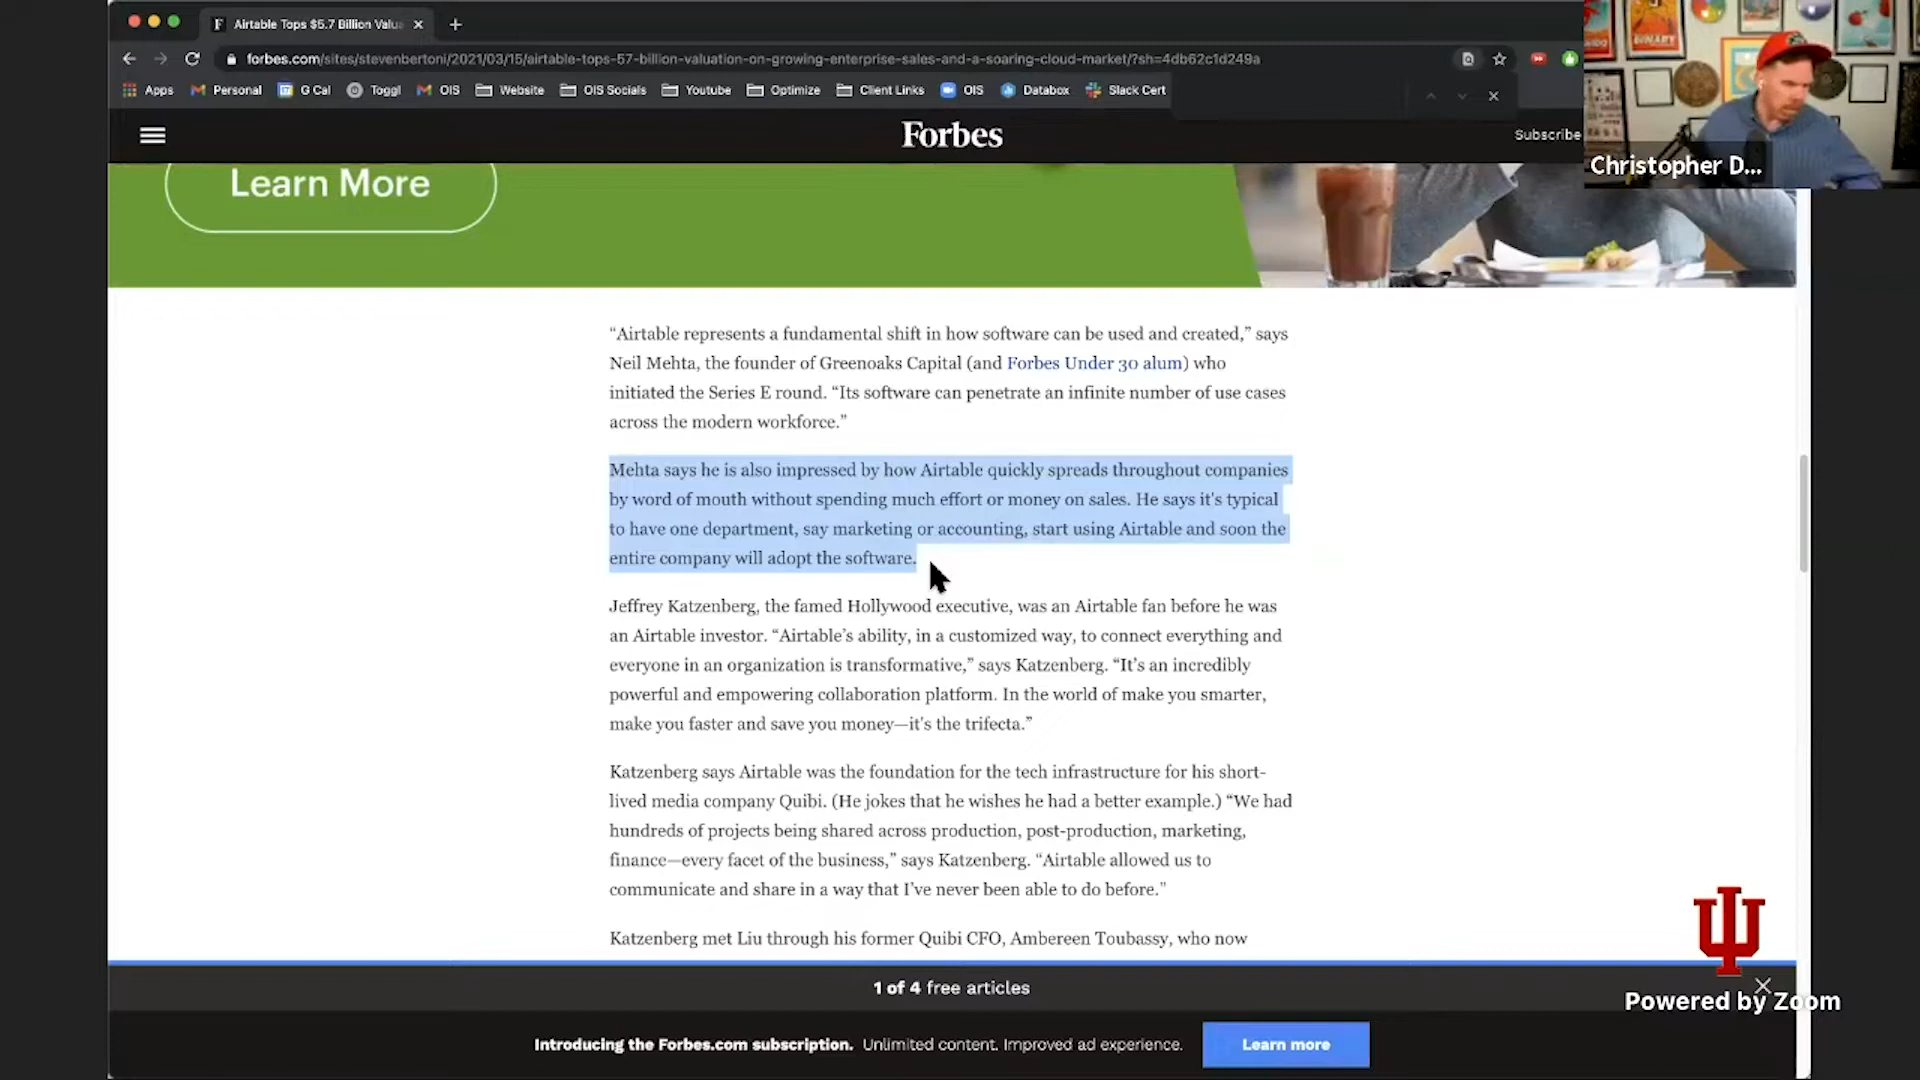 Airtable Tops $5.7 Billion Valu
forbes.com/sites/stevenbertoni/2021/03/15/airtable-tops-57-billion-valuation-on-growing-enterprise-sales-and-a-soaring-cloud-market/?sh=4db62c1d249a
Apps Personal G Cal Toggl OIS Website OIS Socials Youtube Optimize Client Links OIS Databox Slack Cert
Forbes
Subscribe
Christopher D...
Learn More
“Airtable represents a fundamental shift in how software can be used and created,” says
Neil Mehta, the founder of Greenoaks Capital (and Forbes Under 30 alum) who
initiated the Series E round. “Its software can penetrate an infinite number of use cases
across the modern workforce.”
Mehta says he is also impressed by how Airtable quickly spreads throughout companies
by word of mouth without spending much effort or money on sales. He says it's typical
to have one department, say marketing or accounting, start using Airtable and soon the
entire company will adopt the software.
Jeffrey Katzenberg, the famed Hollywood executive, was an Airtable fan before he was
an Airtable investor. “Airtable’s ability, in a customized way, to connect everything and
everyone in an organization is transformative,” says Katzenberg. “It’s an incredibly
powerful and empowering collaboration platform. In the world of make you smarter,
make you faster and save you money—it's the trifecta.”
Katzenberg says Airtable was the foundation for the tech infrastructure for his short-
lived media company Quibi. (He jokes that he wishes he had a better example.) “We had
hundreds of projects being shared across production, post-production, marketing,
finance—every facet of the business,” says Katzenberg. “Airtable allowed us to
communicate and share in a way that I’ve never been able to do before."
Katzenberg met Liu through his former Quibi CFO, Ambereen Toubassy, who now
1 of 4 free articles
Powered by Zoom
Introducing the Forbes.com subscription. Unlimited content. Improved ad experience.
Learn more